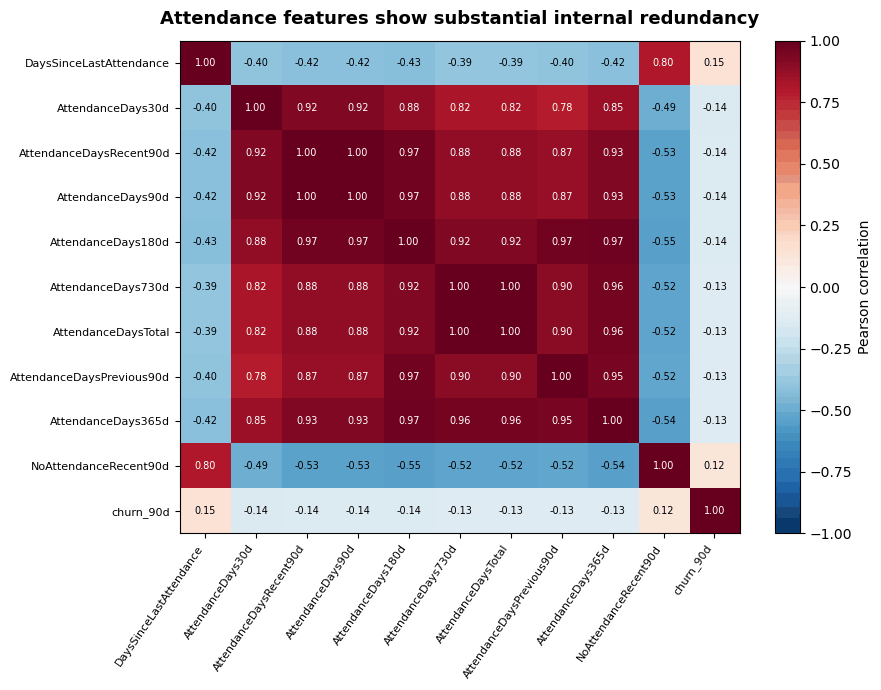 Attendance features show substantial internal redundancy
DaysSinceLastAttendance 1.00 -0.40 -0.42 -0.42 -0.43 -0.39 -0.39 -0.40 -0.42 0.80 0.15
AttendanceDays30d -0.40 1.00 0.92 0.92 0.88 0.82 0.82 0.78 0.85 -0.49 -0.14
AttendanceDaysRecent90d -0.42 0.92 1.00 1.00 0.97 0.88 0.88 0.87 0.93 -0.53 -0.14
AttendanceDays90d -0.42 0.92 1.00 1.00 0.97 0.88 0.88 0.87 0.93 -0.53 -0.14
AttendanceDays180d -0.43 0.88 0.97 0.97 1.00 0.92 0.92 0.97 0.97 -0.55 -0.14
AttendanceDays730d -0.39 0.82 0.88 0.88 0.92 1.00 1.00 0.90 0.96 -0.52 -0.13
AttendanceDaysTotal -0.39 0.82 0.88 0.88 0.92 1.00 1.00 0.90 0.96 -0.52 -0.13
AttendanceDaysPrevious90d -0.40 0.78 0.87 0.87 0.97 0.90 0.90 1.00 0.95 -0.52 -0.13
AttendanceDays365d -0.42 0.85 0.93 0.93 0.97 0.96 0.96 0.95 1.00 -0.54 -0.13
NoAttendanceRecent90d 0.80 -0.49 -0.53 -0.53 -0.55 -0.52 -0.52 -0.52 -0.54 1.00 0.12
churn_90d 0.15 -0.14 -0.14 -0.14 -0.14 -0.13 -0.13 -0.13 -0.13 0.12 1.00
DaysSinceLastAttendance
AttendanceDays30d
AttendanceDaysRecent90d
AttendanceDays90d
AttendanceDays180d
AttendanceDays730d
AttendanceDaysTotal
AttendanceDaysPrevious90d
AttendanceDays365d
NoAttendanceRecent90d
churn_90d
1.00
0.75
0.50
0.25
0.00
−0.25
−0.50
−0.75
−1.00
Pearson correlation